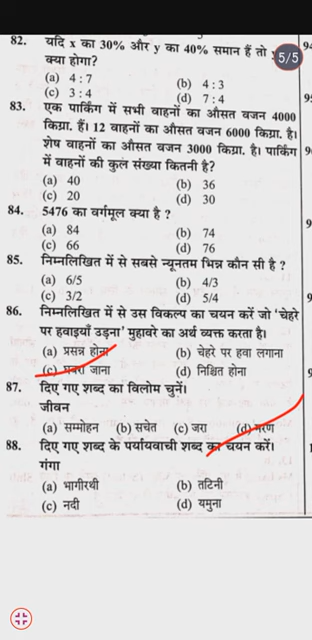 82. यदि x का 30% और y का 40% समान हैं तो
5/5
क्या होगा?
(a) 4 : 7 (b) 4 : 3
(c) 3 : 4 (d) 7 : 4
83. एक पार्किंग में सभी वाहनों का औसत वजन 4000
किग्रा. हैं। 12 वाहनों का औसत वजन 6000 किग्रा. है।
शेष वाहनों का औसत वजन 3000 किग्रा. है। पार्किंग
में वाहनों की कुल संख्या कितनी है?
(a) 40 (b) 36
(c) 20 (d) 30
84. 5476 का वर्गमूल क्या है ?
(a) 84 (b) 74
(c) 66 (d) 76
85. निम्नलिखित में से सबसे न्यूनतम भिन्न कौन सी है ?
(a) 6/5 (b) 4/3
(c) 3/2 (d) 5/4
86. निम्नलिखित में से उस विकल्प का चयन करें जो 'चेहरे
पर हवाइयाँ उड़ना' मुहावरे का अर्थ व्यक्त करता है।
(a) प्रसन्न होना (b) चेहरे पर हवा लगाना
(c) घबरा जाना (d) निश्चित होना
87. दिए गए शब्द का विलोम चुनें।
जीवन
(a) सम्मोहन (b) सचेत (c) जरा (d) मरण
88. दिए गए शब्द के पर्यायवाची शब्द का चयन करें।
गंगा
(a) भागीरथी (b) तटिनी
(c) नदी (d) यमुना